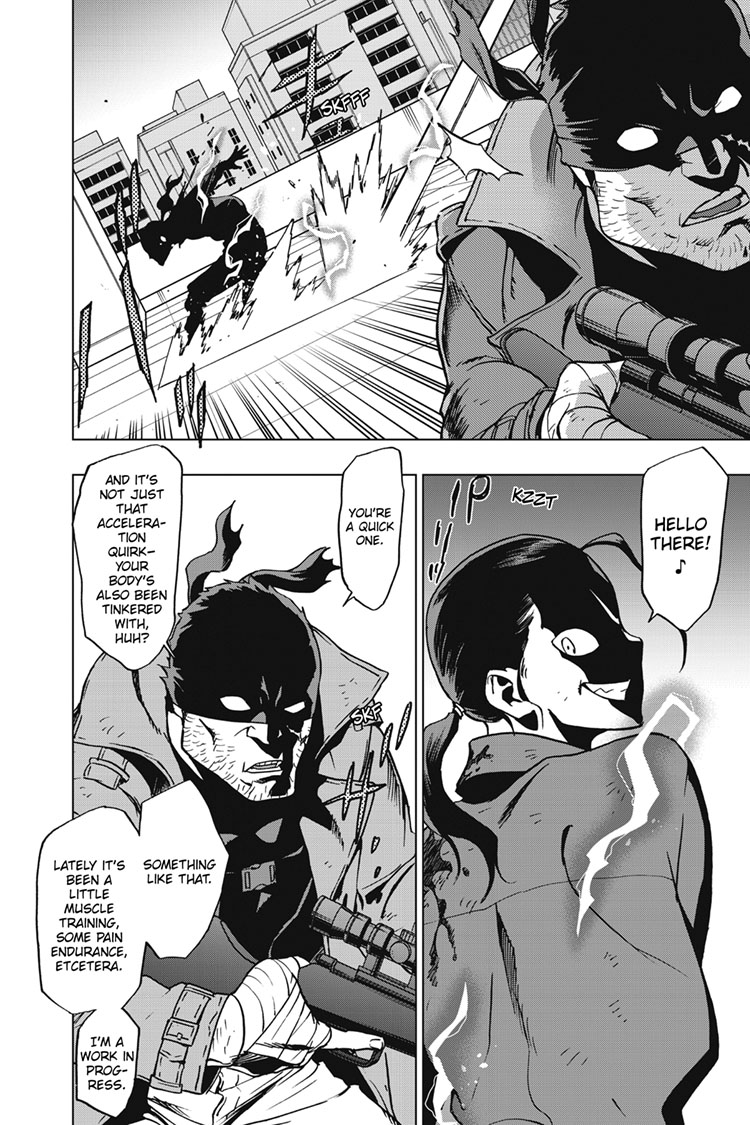 SKFFF
HELLO
THERE!
♪
KZZT
YOU'RE
A QUICK
ONE.
AND IT'S
NOT JUST
THAT
ACCELERA-
TION
QUIRK—
YOUR
BODY'S
ALSO BEEN
TINKERED
WITH,
HUH?
SKF
SOMETHING
LIKE THAT.
LATELY IT'S
BEEN A
LITTLE
MUSCLE
TRAINING,
SOME PAIN
ENDURANCE,
ETCETERA.
I'M A
WORK IN
PROG-
RESS.